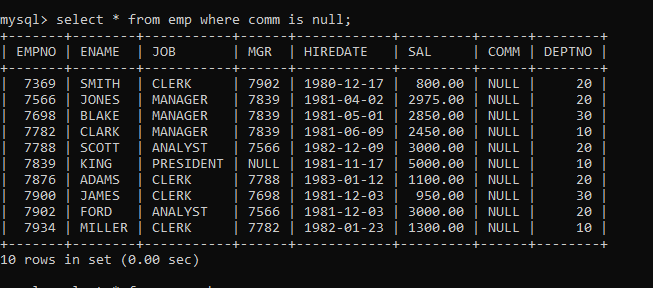 mysql> select * from emp where comm is null;
+-------+--------+-----------+------+------------+---------+------+--------+
| EMPNO | ENAME  | JOB       | MGR  | HIREDATE   | SAL     | COMM | DEPTNO |
+-------+--------+-----------+------+------------+---------+------+--------+
|  7369 | SMITH  | CLERK     | 7902 | 1980-12-17 |  800.00 | NULL |     20 |
|  7566 | JONES  | MANAGER   | 7839 | 1981-04-02 | 2975.00 | NULL |     20 |
|  7698 | BLAKE  | MANAGER   | 7839 | 1981-05-01 | 2850.00 | NULL |     30 |
|  7782 | CLARK  | MANAGER   | 7839 | 1981-06-09 | 2450.00 | NULL |     10 |
|  7788 | SCOTT  | ANALYST   | 7566 | 1982-12-09 | 3000.00 | NULL |     20 |
|  7839 | KING   | PRESIDENT | NULL | 1981-11-17 | 5000.00 | NULL |     10 |
|  7876 | ADAMS  | CLERK     | 7788 | 1983-01-12 | 1100.00 | NULL |     20 |
|  7900 | JAMES  | CLERK     | 7698 | 1981-12-03 |  950.00 | NULL |     30 |
|  7902 | FORD   | ANALYST   | 7566 | 1981-12-03 | 3000.00 | NULL |     20 |
|  7934 | MILLER | CLERK     | 7782 | 1982-01-23 | 1300.00 | NULL |     10 |
+-------+--------+-----------+------+------------+---------+------+--------+
10 rows in set (0.00 sec)